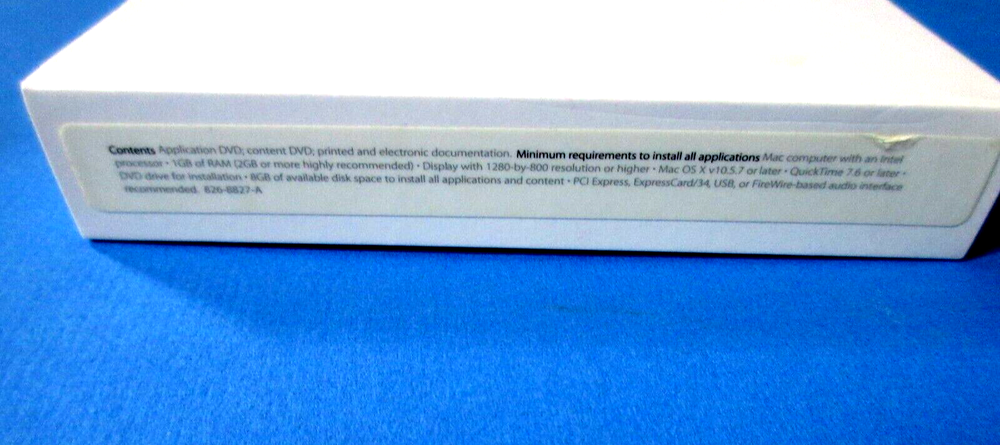 Contents Application DVD; content DVD; printed and electronic documentation. Minimum requirements to install all applications Mac computer with an Intel
processor • 1GB of RAM (2GB or more highly recommended) • Display with 1280-by-800 resolution or higher • Mac OS X v10.5.7 or later • QuickTime 7.6 or later •
DVD drive for installation • 8GB of available disk space to install all applications and content • PCI Express, ExpressCard/34, USB, or FireWire-based audio interface
recommended. 826-8827-A